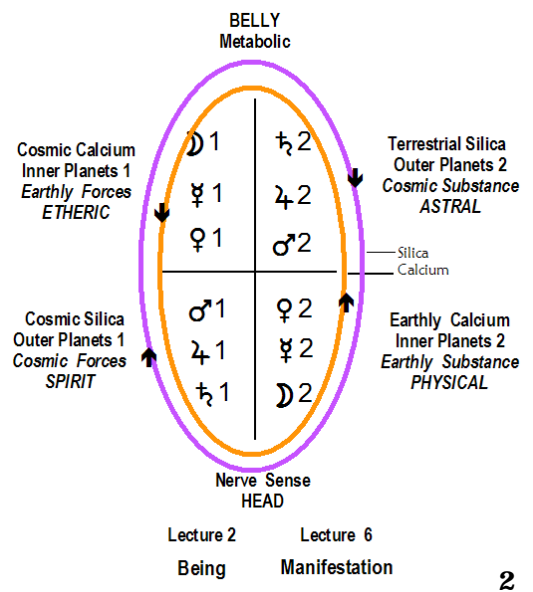 BELLY
Metabolic
Cosmic Calcium
Inner Planets 1
Earthly Forces
ETHERIC
Terrestrial Silica
Outer Planets 2
Cosmic Substance
ASTRAL
☽1 ♄2
☿1 ♃2
♀1 ♂2
Silica
Calcium
Cosmic Silica
Outer Planets 1
Cosmic Forces
SPIRIT
♂1 ♀2
♃1 ☿2
♄1 ☽2
Earthly Calcium
Inner Planets 2
Earthly Substance
PHYSICAL
Nerve Sense
HEAD
Lecture 2 Lecture 6
Being Manifestation
2